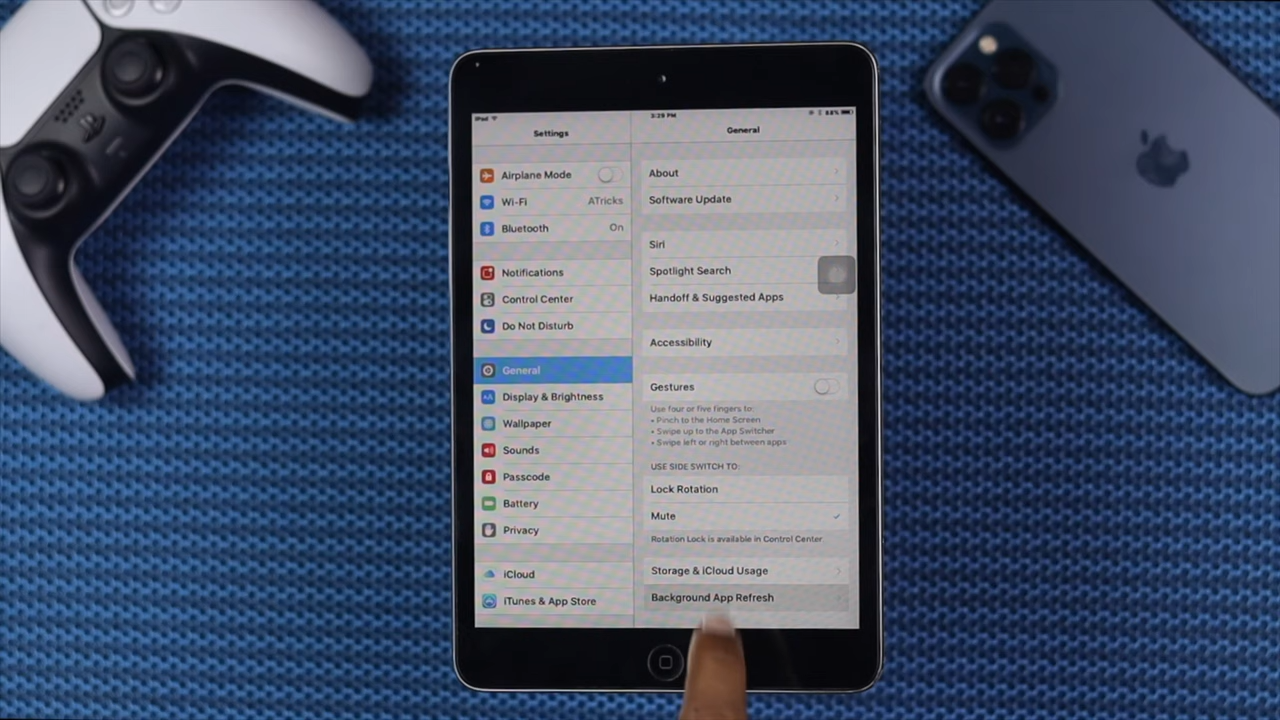 iPad
3:29 PM
Settings
General
Airplane Mode
Wi-Fi
ATricks
Bluetooth
On
Notifications
Control Center
Do Not Disturb
General
Display & Brightness
Wallpaper
Sounds
Passcode
Battery
Privacy
iCloud
iTunes & App Store
About
Software Update
Siri
Spotlight Search
Handoff & Suggested Apps
Accessibility
Gestures
Use four or five fingers to:
• Pinch to the Home Screen
• Swipe up to the App Switcher
• Swipe left or right between apps
USE SIDE SWITCH TO:
Lock Rotation
Mute
Rotation Lock is available in Control Center.
Storage & iCloud Usage
Background App Refresh